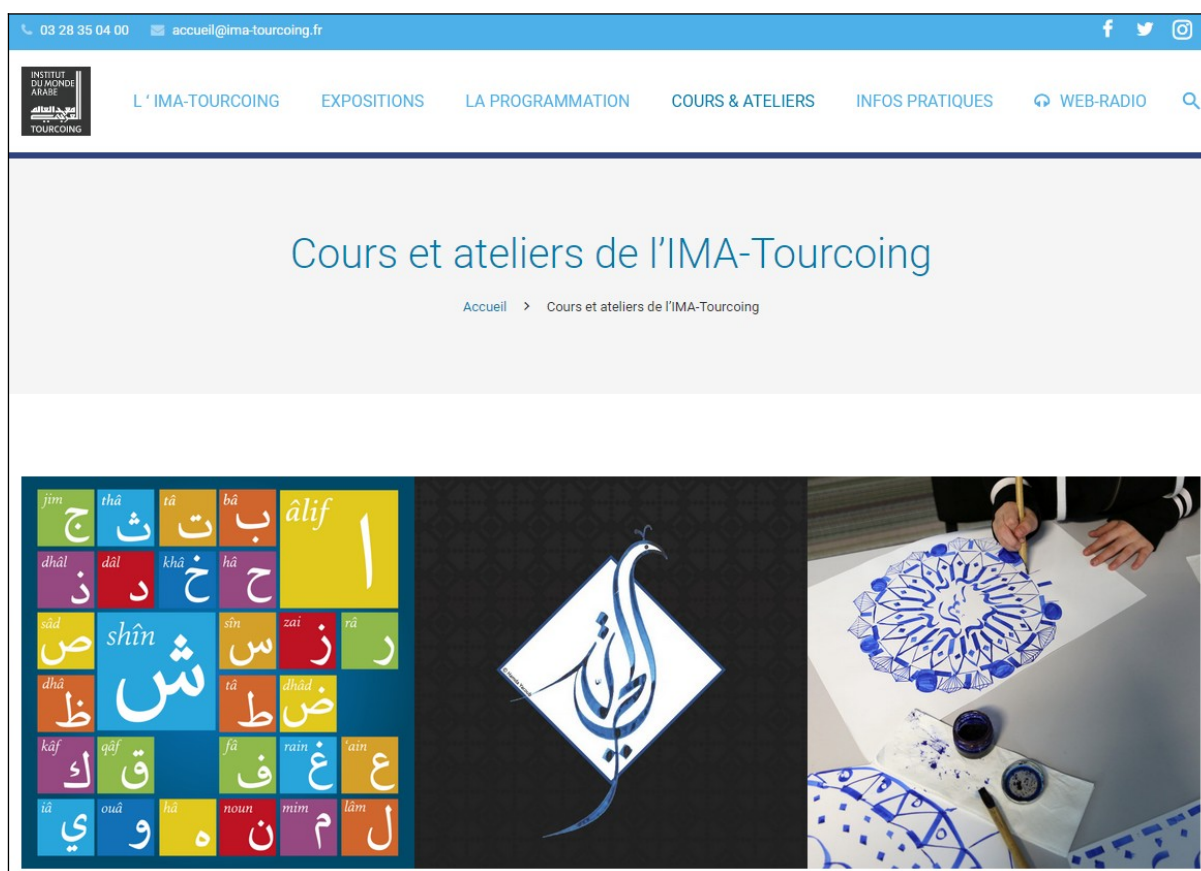 03 28 35 04 00 accueil@ima-tourcoing.fr
INSTITUT
DU MONDE
ARABE
معهد العالم
العربي
TOURCOING
L ' IMA-TOURCOING EXPOSITIONS LA PROGRAMMATION COURS & ATELIERS INFOS PRATIQUES WEB-RADIO
Cours et ateliers de l'IMA-Tourcoing
Accueil > Cours et ateliers de l'IMA-Tourcoing
jim thâ tâ bâ âlif
ج ث ت ب ا
dhâl dâl khâ hâ
ذ د خ ح
sâd shîn sîn zai râ
ص ش س ز ر
dhâ tâ dhâd
ظ ط ض
kâf qâf fâ rain 'ain
ك ق ف غ ع
iâ ouâ hâ noun mim lâm
ي و ه ن م ل